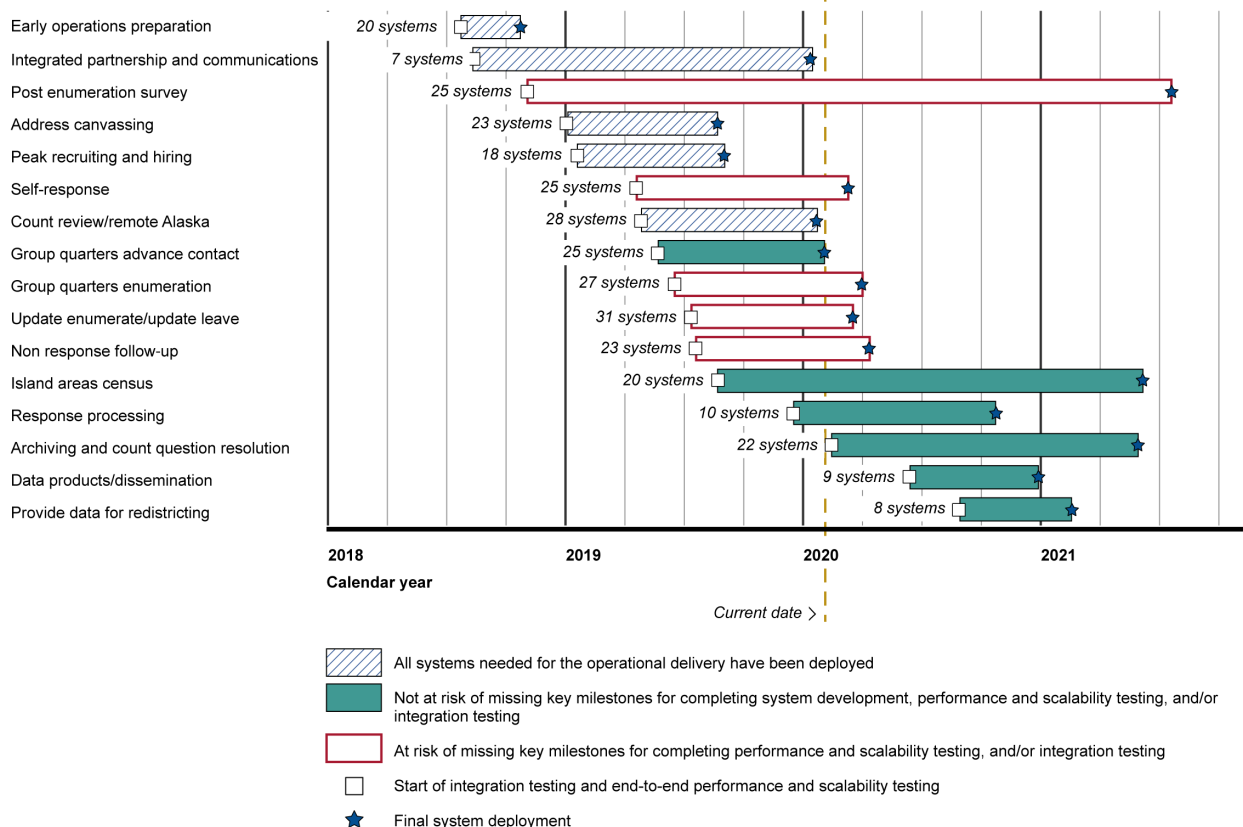 Early operations preparation
20 systems
Integrated partnership and communications
7 systems
Post enumeration survey
25 systems
Address canvassing
23 systems
Peak recruiting and hiring
18 systems
Self-response
25 systems
Count review/remote Alaska
28 systems
Group quarters advance contact
25 systems
Group quarters enumeration
27 systems
Update enumerate/update leave
31 systems
Non response follow-up
23 systems
Island areas census
20 systems
Response processing
10 systems
Archiving and count question resolution
22 systems
Data products/dissemination
9 systems
Provide data for redistricting
8 systems
2018 2019 2020 2021
Calendar year
Current date
All systems needed for the operational delivery have been deployed
Not at risk of missing key milestones for completing system development, performance and scalability testing, and/or
integration testing
At risk of missing key milestones for completing performance and scalability testing, and/or integration testing
Start of integration testing and end-to-end performance and scalability testing
Final system deployment